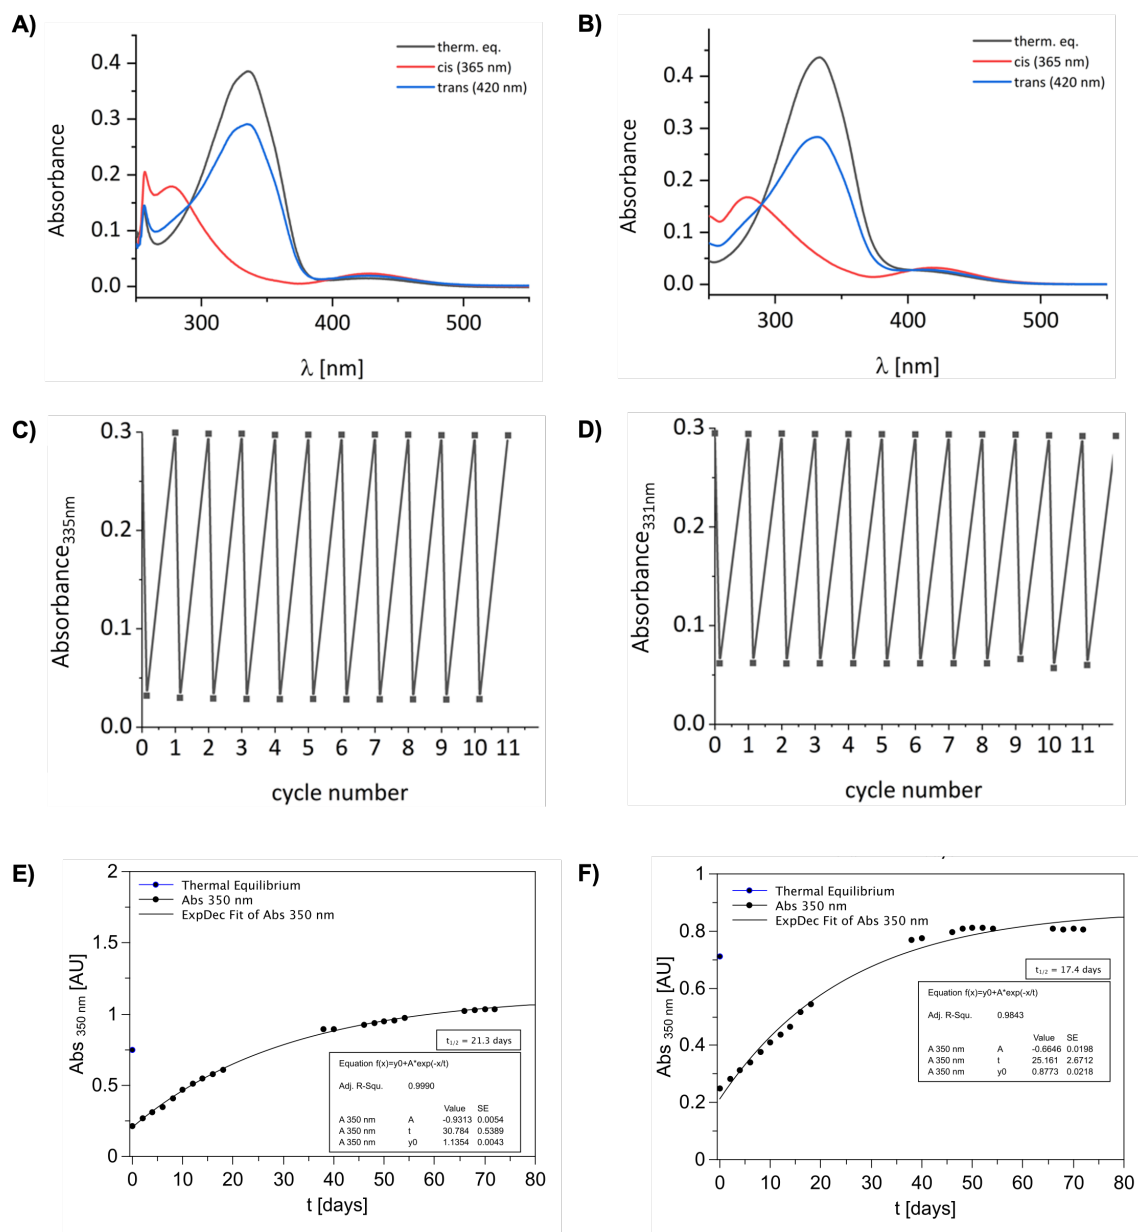 A)
therm. eq.
cis (365 nm)
trans (420 nm)
Absorbance
0.4
0.3
0.2
0.1
0.0
300 400 500
λ [nm]
B)
therm. eq.
cis (365 nm)
trans (420 nm)
Absorbance
0.4
0.3
0.2
0.1
0.0
300 400 500
λ [nm]
C)
Absorbance335nm
0.3
0.2
0.1
0.0
0 1 2 3 4 5 6 7 8 9 10 11
cycle number
D)
Absorbance331nm
0.3
0.2
0.1
0.0
0 1 2 3 4 5 6 7 8 9 10 11
cycle number
E)
Thermal Equilibrium
Abs 350 nm
ExpDec Fit of Abs 350 nm
Abs 350 nm [AU]
2
1.5
1
0.5
0
t1/2 = 21.3 days
Equation f(x)=y0+A*exp(-x/t)
Adj. R-Squ. 0.9990
Value SE
A 350 nm A -0.9313 0.0054
A 350 nm t 30.784 0.5389
A 350 nm y0 1.1354 0.0043
0 10 20 30 40 50 60 70 80
t [days]
F)
Thermal Equilibrium
Abs 350 nm
ExpDec Fit of Abs 350 nm
Abs 350 nm [AU]
1
0.8
0.6
0.4
0.2
0
t1/2 = 17.4 days
Equation f(x)=y0+A*exp(-x/t)
Adj. R-Squ. 0.9843
Value SE
A 350 nm A -0.6646 0.0198
A 350 nm t 25.161 2.6712
A 350 nm y0 0.8773 0.0218
0 10 20 30 40 50 60 70 80
t [days]